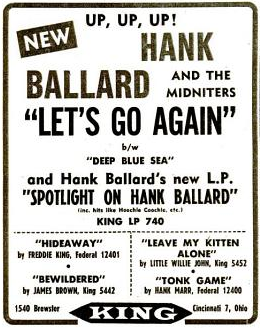 UP, UP, UP!
NEW
HANK
BALLARD AND THE MIDNITERS
"LET'S GO AGAIN"
b/w
"DEEP BLUE SEA"
and Hank Ballard's new L.P.
"SPOTLIGHT ON HANK BALLARD"
(inc. hits like Hoochie Coochie, etc.)
KING LP 740
"HIDEAWAY"
by FREDDIE KING, Federal 12401
"BEWILDERED"
by JAMES BROWN, King 5442
"LEAVE MY KITTEN
ALONE"
by LITTLE WILLIE JOHN, King 5452
"TONK GAME"
by HANK MARR, Federal 12400
1540 Brewster
KING
Cincinnati 7, Ohio